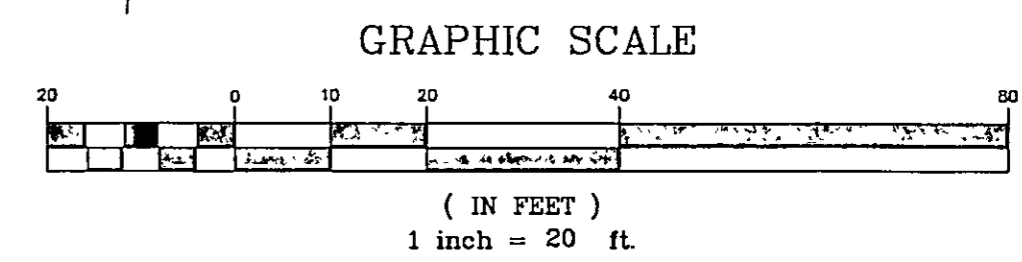 GRAPHIC SCALE
20 0 10 20 40 80
( IN FEET )
1 inch = 20 ft.